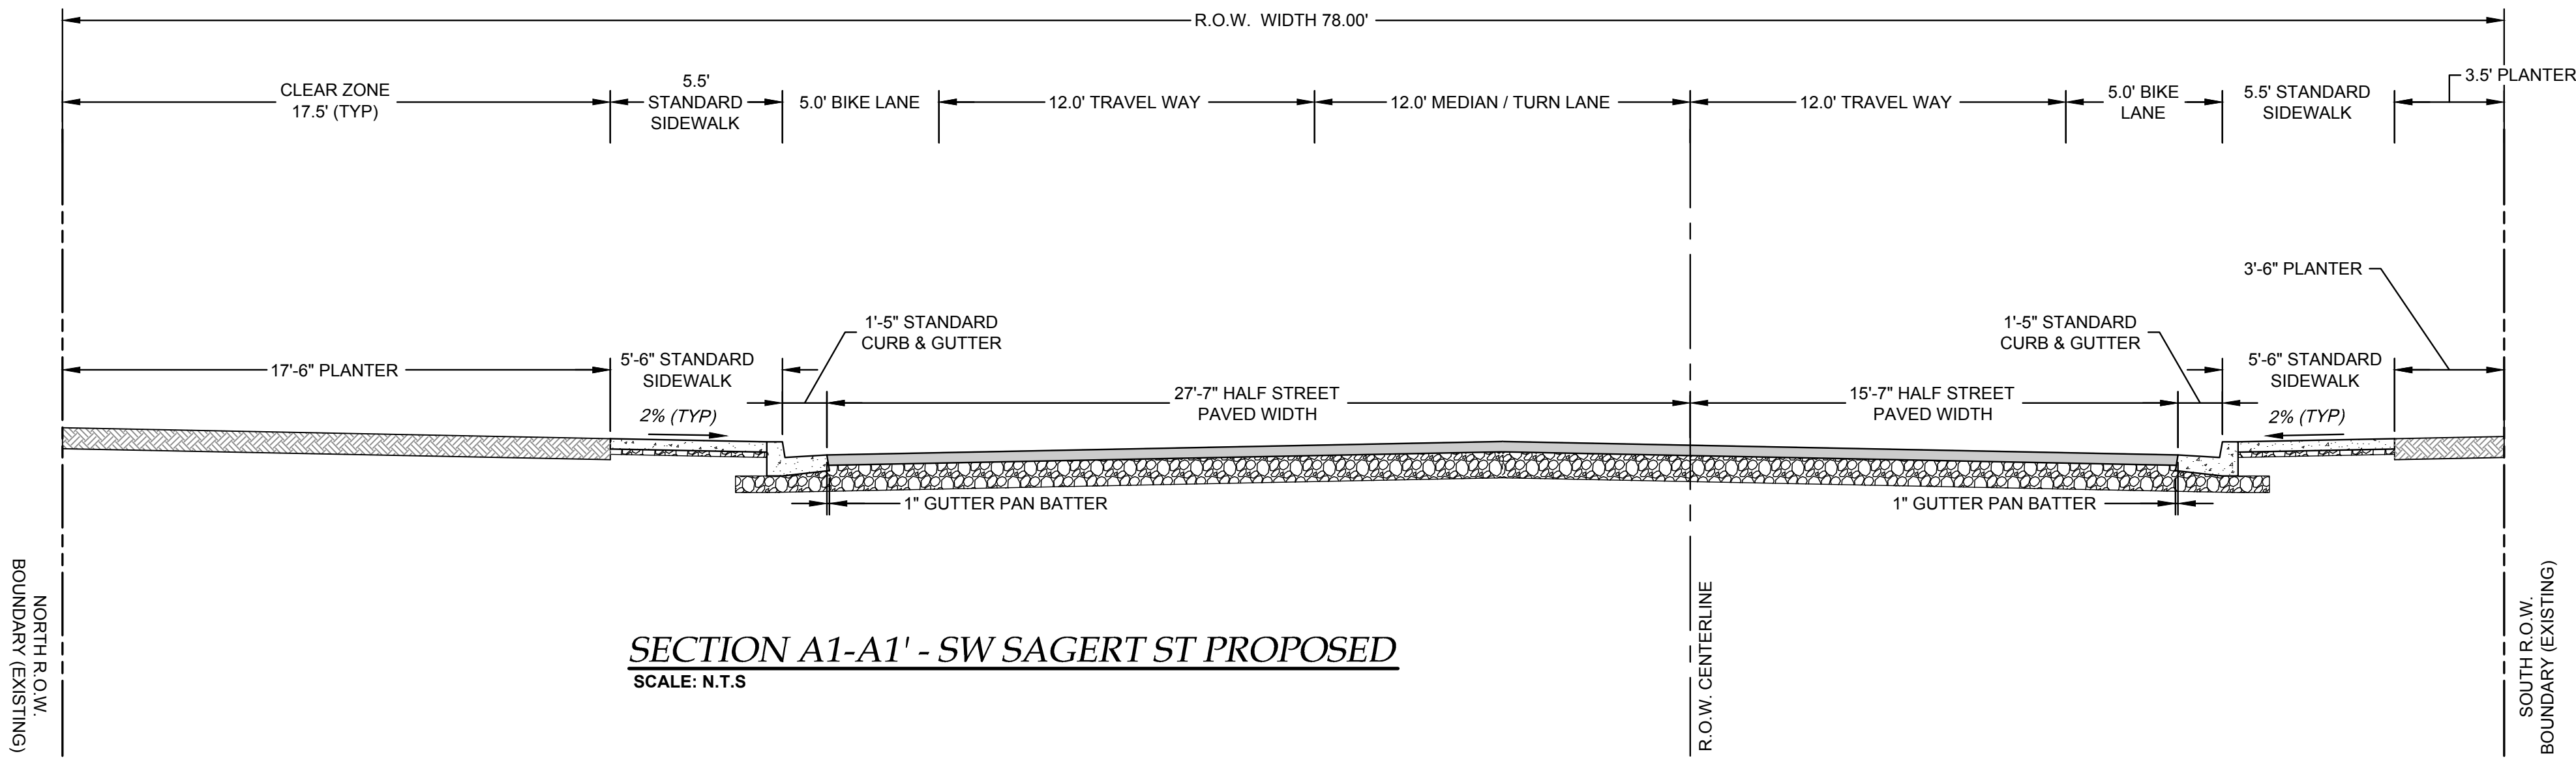 R.O.W.  WIDTH 78.00'
CLEAR ZONE
17.5' (TYP)
5.5'
STANDARD
SIDEWALK
5.0' BIKE LANE
12.0' TRAVEL WAY
12.0' MEDIAN / TURN LANE
12.0' TRAVEL WAY
5.0' BIKE
LANE
5.5' STANDARD
SIDEWALK
3.5' PLANTER
3'-6" PLANTER
17'-6" PLANTER
5'-6" STANDARD
SIDEWALK
1'-5" STANDARD
CURB & GUTTER
27'-7" HALF STREET
PAVED WIDTH
15'-7" HALF STREET
PAVED WIDTH
1'-5" STANDARD
CURB & GUTTER
5'-6" STANDARD
SIDEWALK
2% (TYP)
2% (TYP)
1" GUTTER PAN BATTER
1" GUTTER PAN BATTER
NORTH R.O.W.
BOUNDARY (EXISTING)
R.O.W. CENTERLINE
SOUTH R.O.W.
BOUNDARY (EXISTING)
SECTION A1-A1' - SW SAGERT ST PROPOSED
SCALE: N.T.S